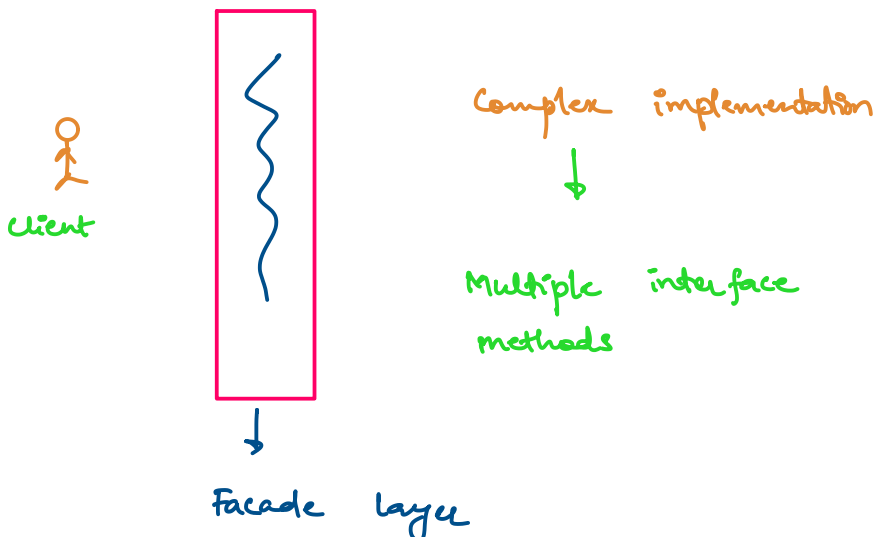 Complex implementation
Client
Multiple interface
methods
Facade layer